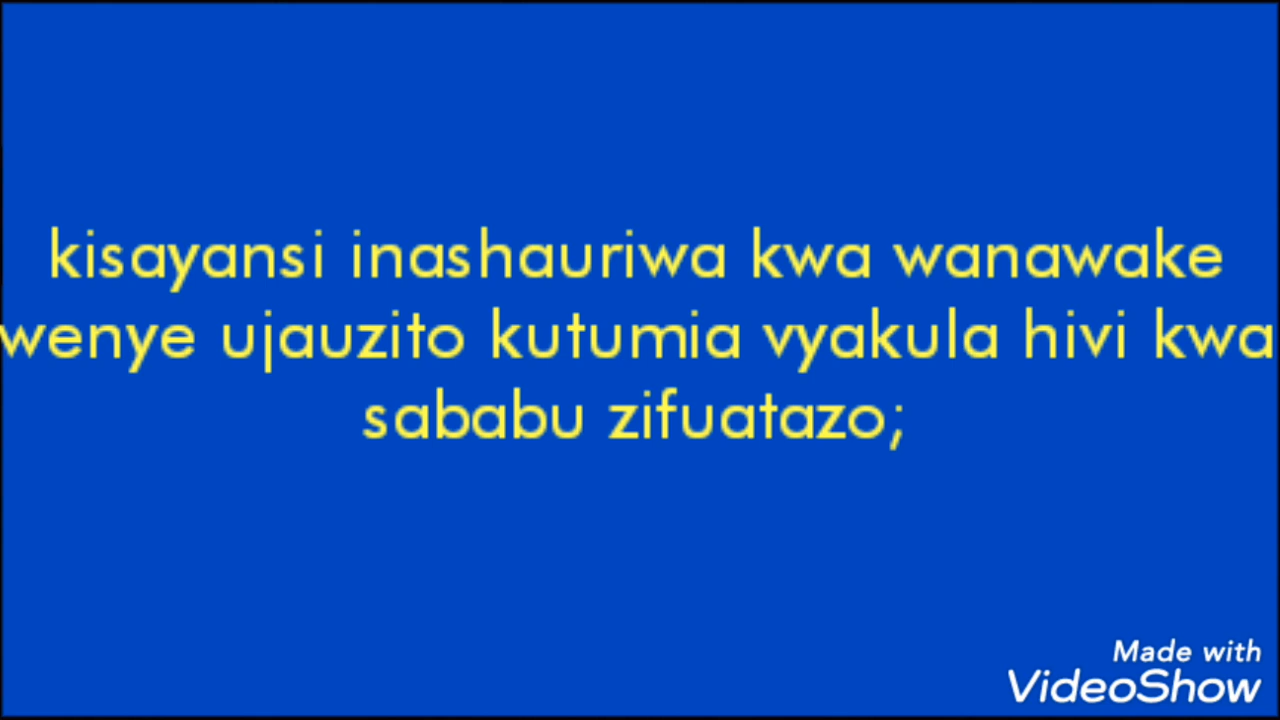 kisayansi inashauriwa kwa wanawake
wenye ujauzito kutumia vyakula hivi kwa
sababu zifuatazo;
Made with
VideoShow